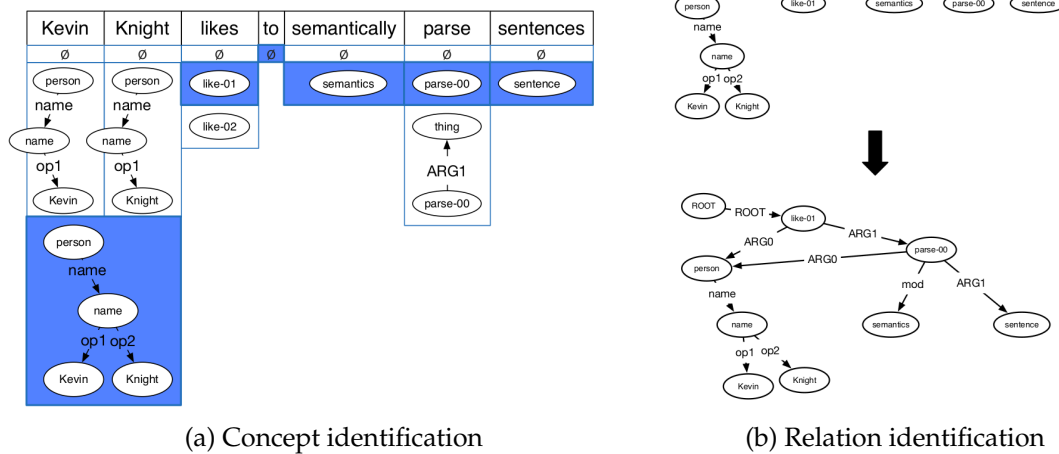 Kevin Knight likes to semantically parse sentences
Ø Ø Ø Ø Ø Ø Ø
person person like-01 semantics parse-00 sentence
name name
name name like-02 thing
op1 op1 ARG1
Kevin Knight parse-00
person
name
name
op1 op2
Kevin Knight
(a) Concept identification
person like-01 semantics parse-00 sentence
name
name
op1 op2
Kevin Knight
ROOT ROOT like-01
ARG0 ARG1
parse-00
person ARG0
name mod ARG1
name semantics sentence
op1 op2
Kevin Knight
(b) Relation identification